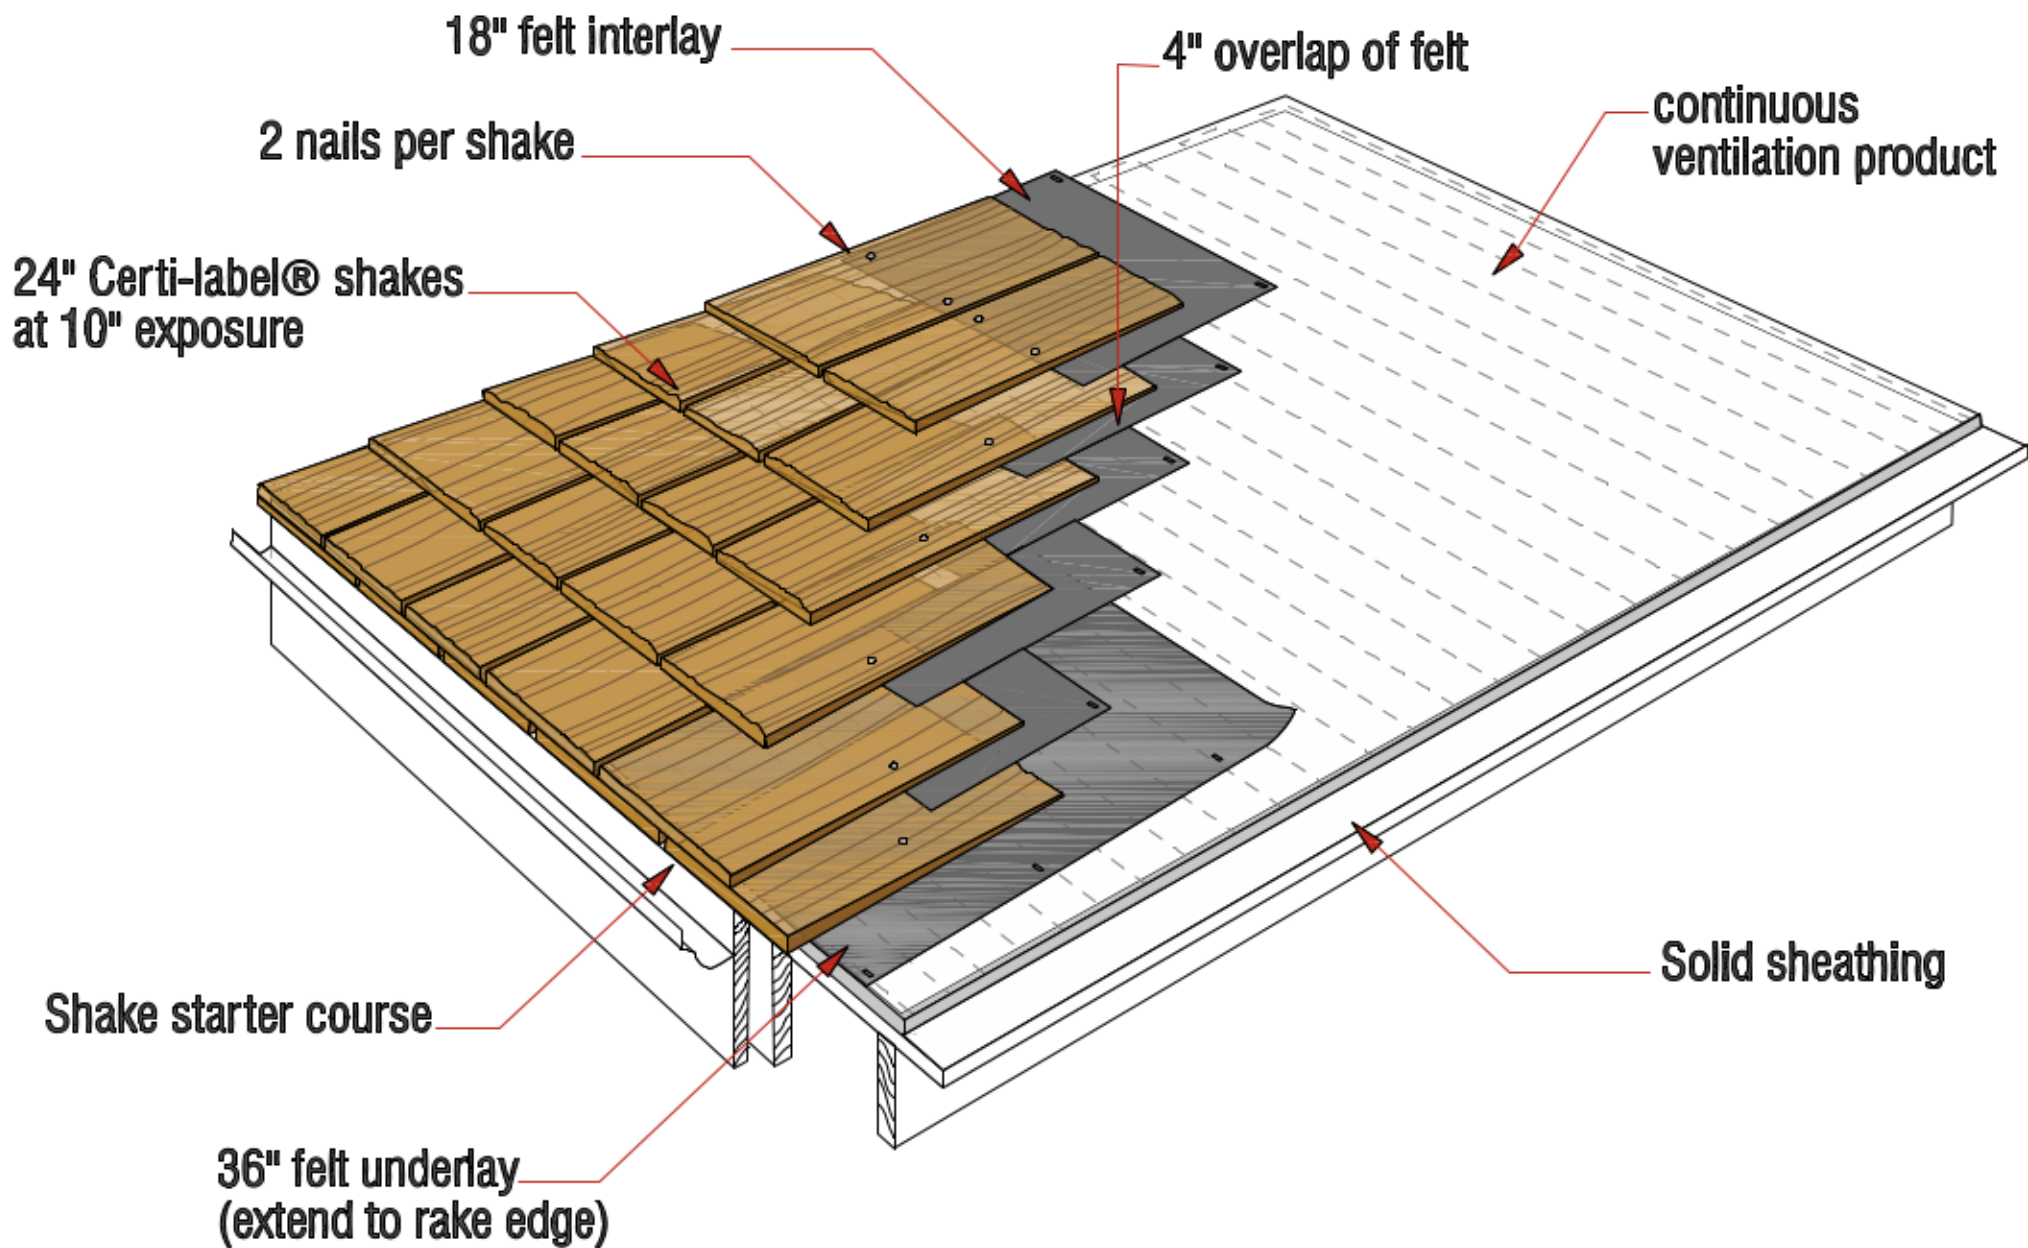 18" felt interlay
4" overlap of felt
continuous
ventilation product
2 nails per shake
24" Certi-label® shakes
at 10" exposure
Solid sheathing
Shake starter course
36" felt underlay
(extend to rake edge)